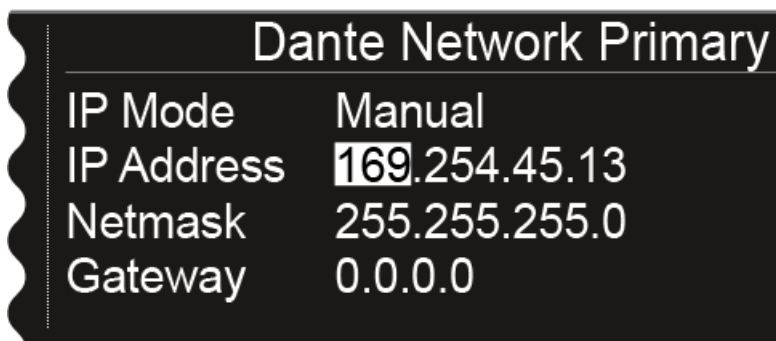 Dante Network Primary
IP Mode Manual
IP Address 169.254.45.13
Netmask 255.255.255.0
Gateway 0.0.0.0